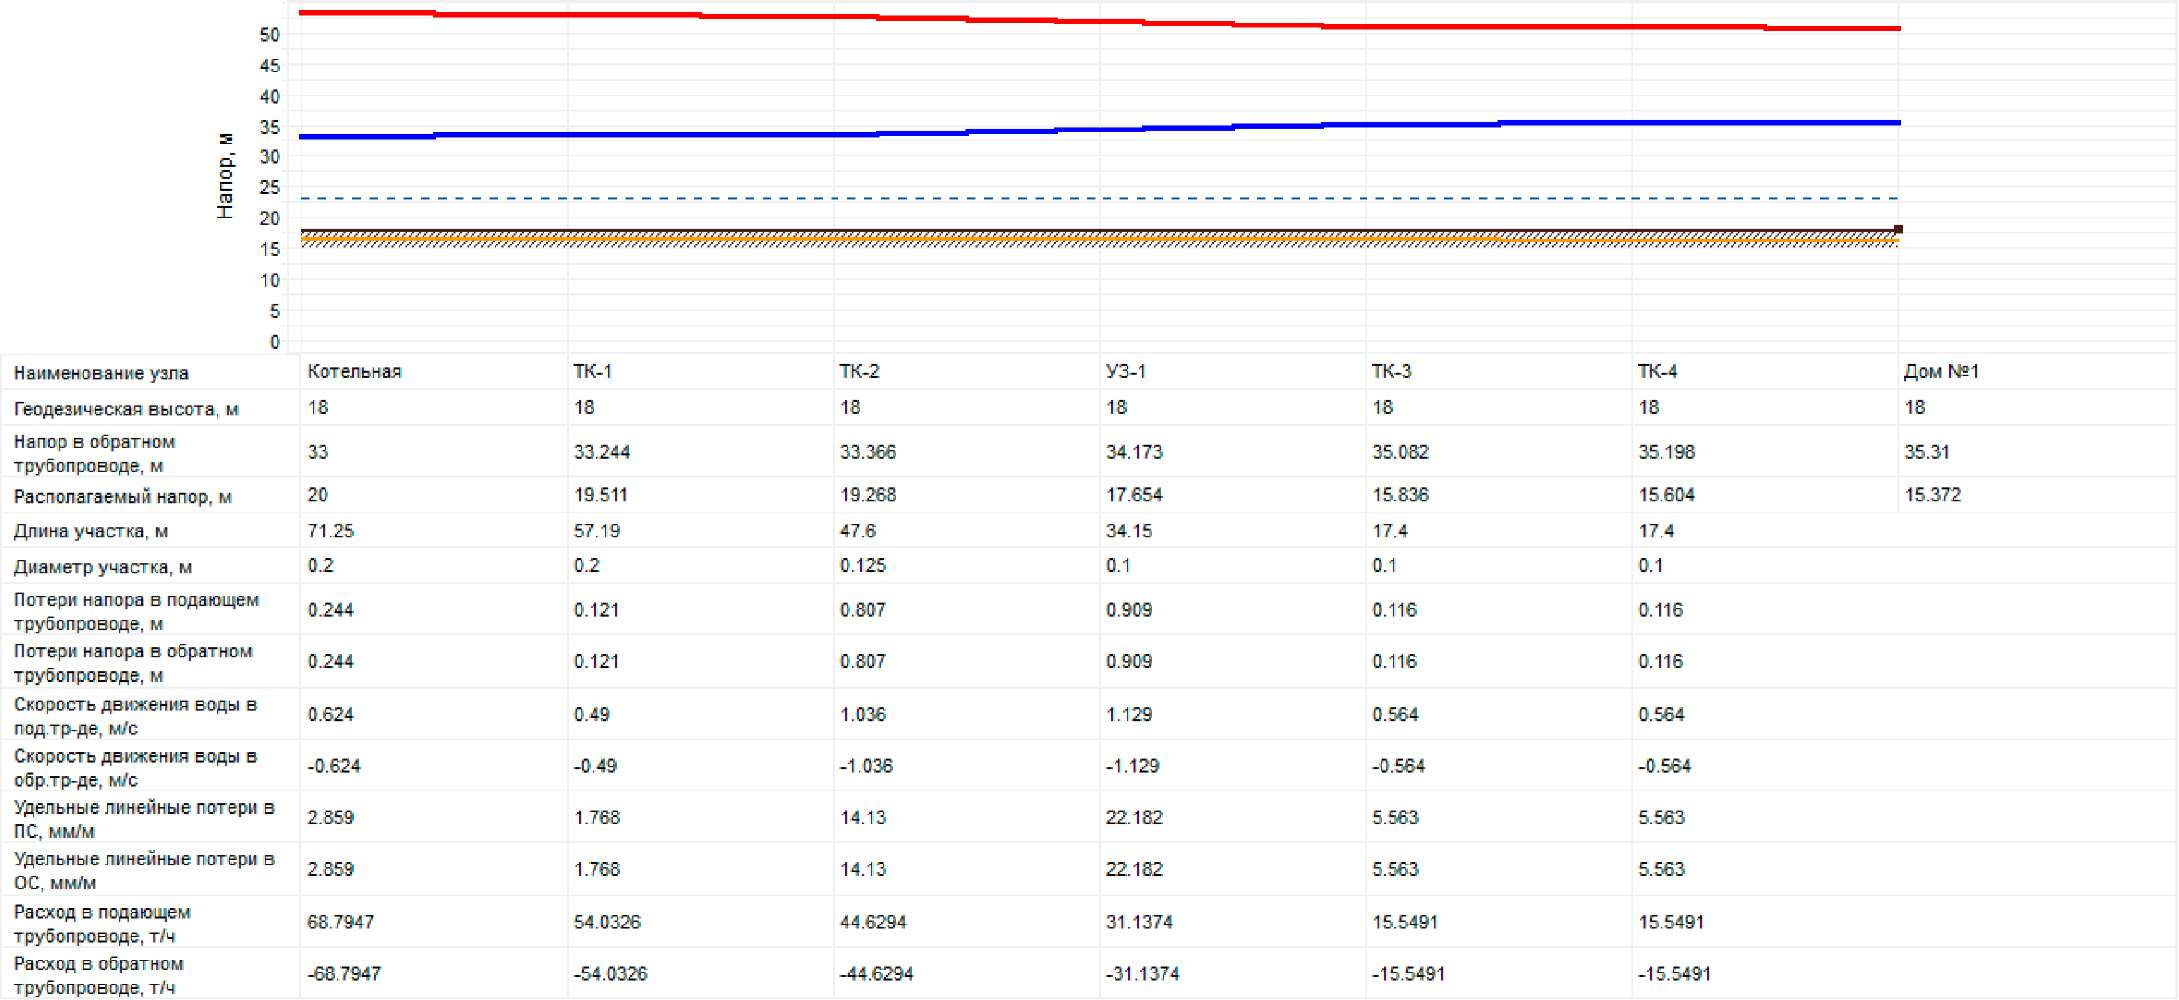 50
45
40
35
30
25
20
15
10
5
0
Напор, м
Наименование узла Котельная ТК-1 ТК-2 УЗ-1 ТК-3 ТК-4 Дом №1
Геодезическая высота, м 18 18 18 18 18 18 18
Напор в обратном
трубопроводе, м 33 33.244 33.366 34.173 35.082 35.198 35.31
Располагаемый напор, м 20 19.511 19.268 17.654 15.836 15.604 15.372
Длина участка, м 71.25 57.19 47.6 34.15 17.4 17.4
Диаметр участка, м 0.2 0.2 0.125 0.1 0.1 0.1
Потери напора в подающем
трубопроводе, м 0.244 0.121 0.807 0.909 0.116 0.116
Потери напора в обратном
трубопроводе, м 0.244 0.121 0.807 0.909 0.116 0.116
Скорость движения воды в
под.тр-де, м/с 0.624 0.49 1.036 1.129 0.564 0.564
Скорость движения воды в
обр.тр-де, м/с -0.624 -0.49 -1.036 -1.129 -0.564 -0.564
Удельные линейные потери в
ПС, мм/м 2.859 1.768 14.13 22.182 5.563 5.563
Удельные линейные потери в
ОС, мм/м 2.859 1.768 14.13 22.182 5.563 5.563
Расход в подающем
трубопроводе, т/ч 68.7947 54.0326 44.6294 31.1374 15.5491 15.5491
Расход в обратном
трубопроводе, т/ч -68.7947 -54.0326 -44.6294 -31.1374 -15.5491 -15.5491